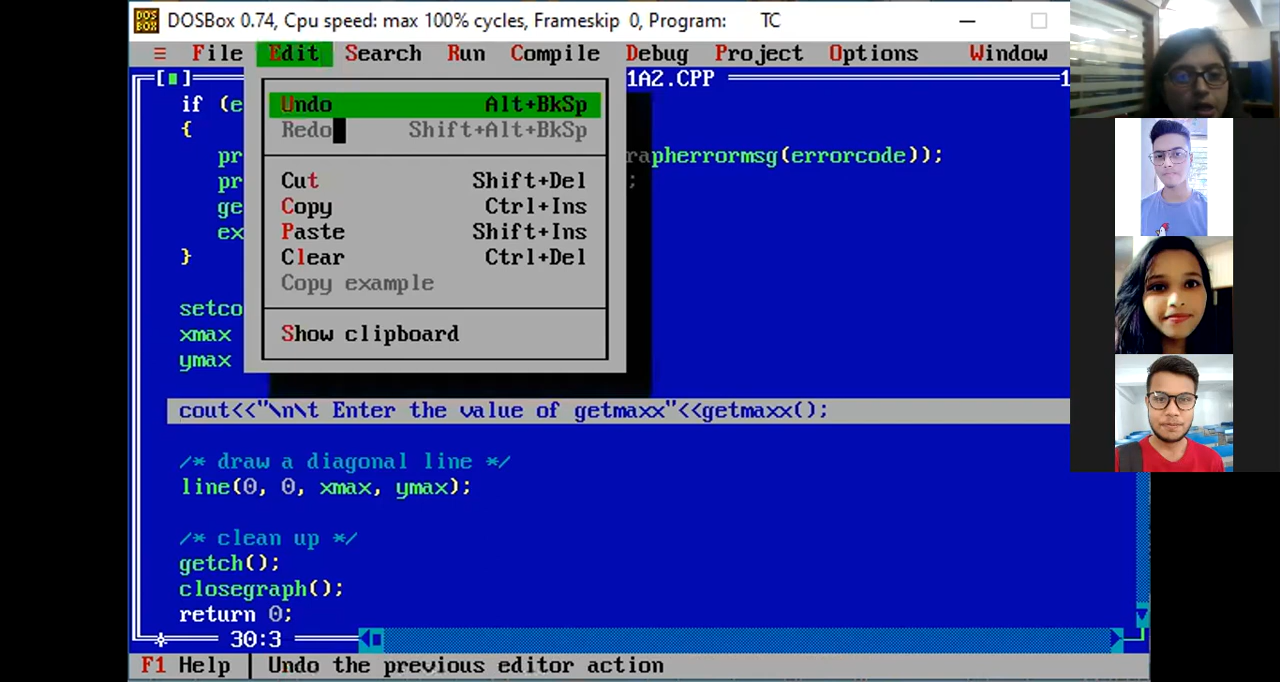 DOS
BOX
DOSBox 0.74, Cpu speed: max 100% cycles, Frameskip 0, Program: TC
≡ File Edit Search Run Compile Debug Project Options Window
[■] 1A2.CPP 1
if (e
{
pr rapherrormsg(errorcode));
pr ;
ge
ex
}
Undo Alt+BkSp
Redo Shift+Alt+BkSp
Cut Shift+Del
Copy Ctrl+Ins
Paste Shift+Ins
Clear Ctrl+Del
Copy example
Show clipboard
setco
xmax
ymax
cout<<"\n\t Enter the value of getmaxx"<<getmaxx();
/* draw a diagonal line */
line(0, 0, xmax, ymax);
/* clean up */
getch();
closegraph();
return 0;
30:3
F1 Help | Undo the previous editor action